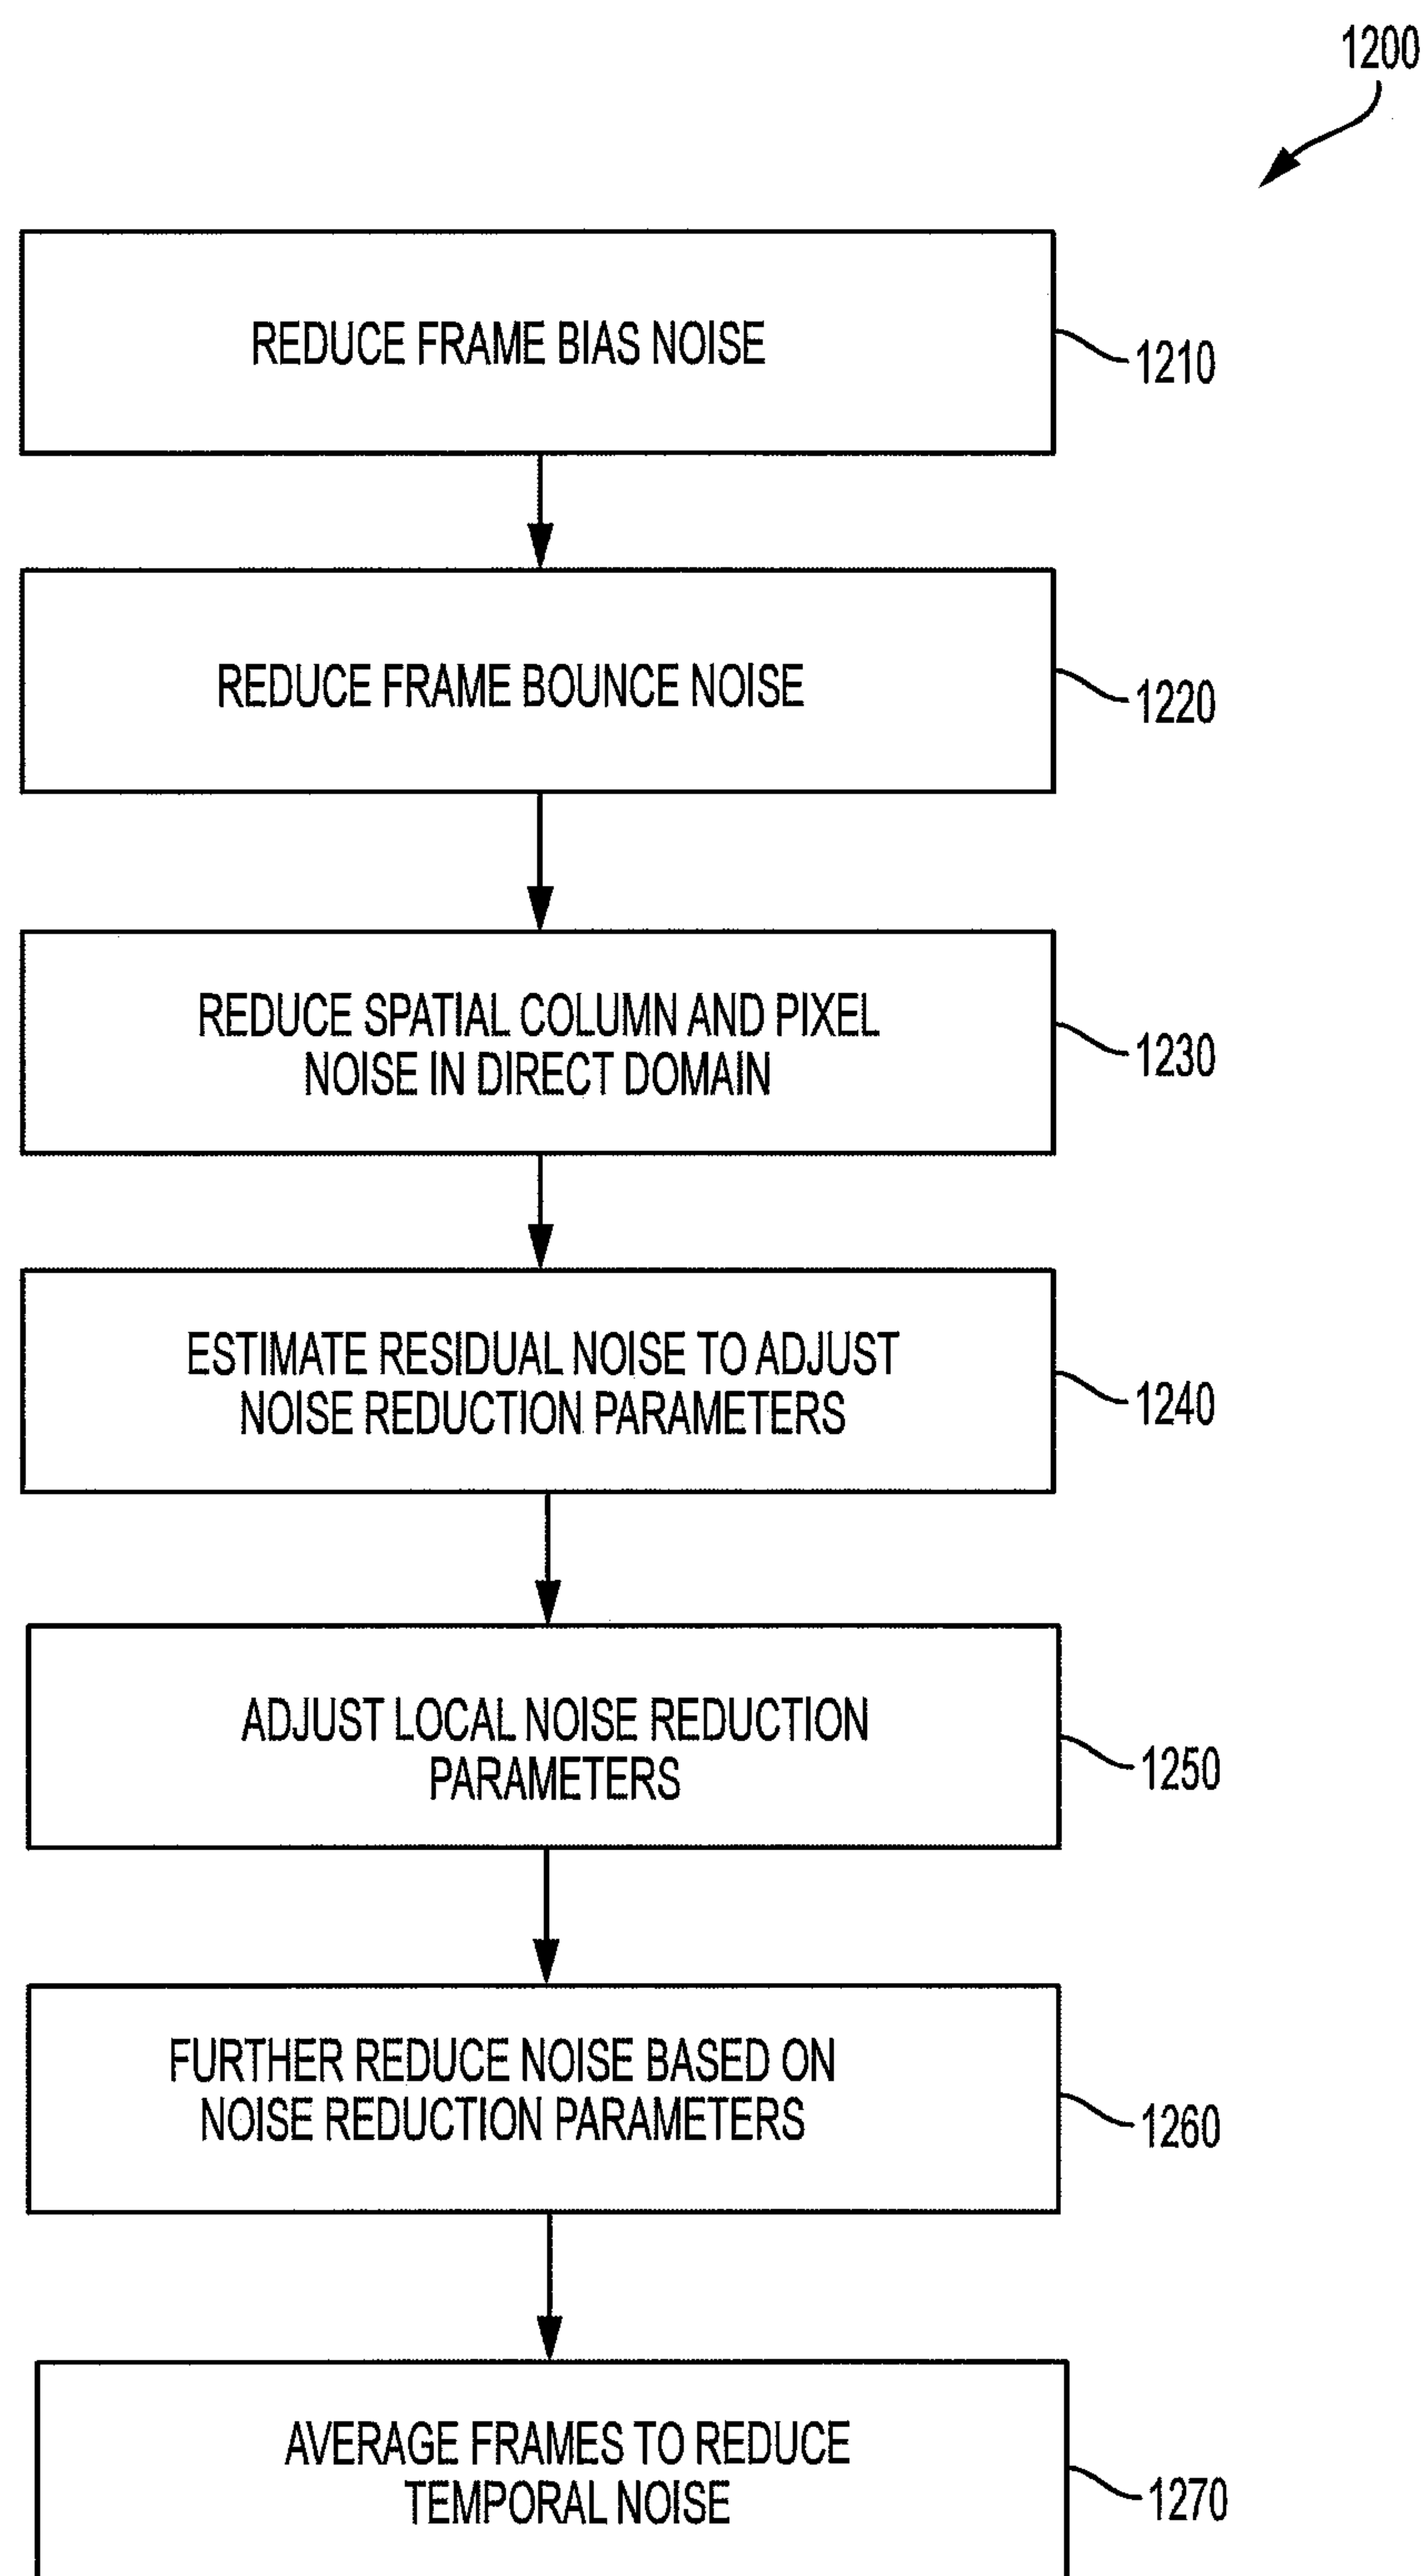 1200
REDUCE FRAME BIAS NOISE
1210
REDUCE FRAME BOUNCE NOISE
1220
REDUCE SPATIAL COLUMN AND PIXEL
NOISE IN DIRECT DOMAIN
1230
ESTIMATE RESIDUAL NOISE TO ADJUST
NOISE REDUCTION PARAMETERS
1240
ADJUST LOCAL NOISE REDUCTION
PARAMETERS
1250
FURTHER REDUCE NOISE BASED ON
NOISE REDUCTION PARAMETERS
1260
AVERAGE FRAMES TO REDUCE
TEMPORAL NOISE
1270